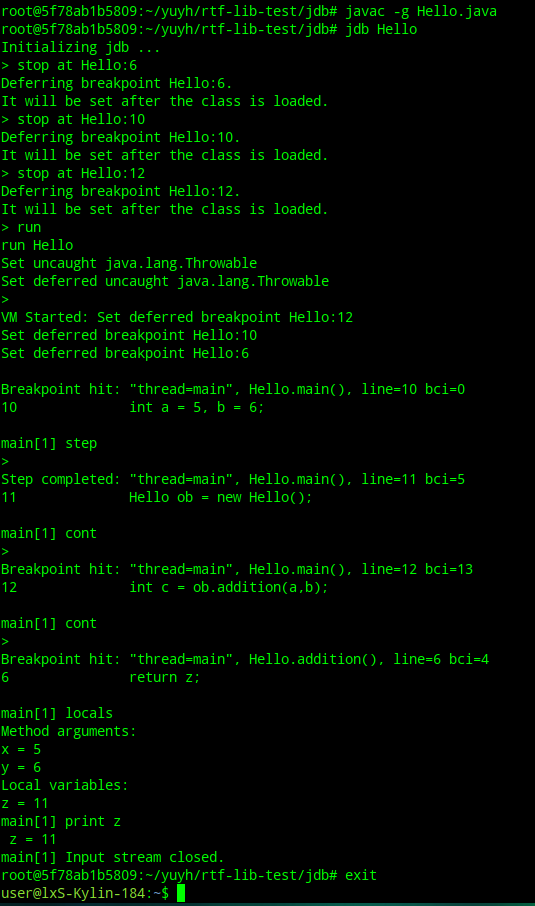 root@5f78ab1b5809:~/yuyh/rtf-lib-test/jdb# javac -g Hello.java
root@5f78ab1b5809:~/yuyh/rtf-lib-test/jdb# jdb Hello
Initializing jdb ...
> stop at Hello:6
Deferring breakpoint Hello:6.
It will be set after the class is loaded.
> stop at Hello:10
Deferring breakpoint Hello:10.
It will be set after the class is loaded.
> stop at Hello:12
Deferring breakpoint Hello:12.
It will be set after the class is loaded.
> run
run Hello
Set uncaught java.lang.Throwable
Set deferred uncaught java.lang.Throwable
>
VM Started: Set deferred breakpoint Hello:12
Set deferred breakpoint Hello:10
Set deferred breakpoint Hello:6

Breakpoint hit: "thread=main", Hello.main(), line=10 bci=0
10              int a = 5, b = 6;

main[1] step
>
Step completed: "thread=main", Hello.main(), line=11 bci=5
11              Hello ob = new Hello();

main[1] cont
>
Breakpoint hit: "thread=main", Hello.main(), line=12 bci=13
12              int c = ob.addition(a,b);

main[1] cont
>
Breakpoint hit: "thread=main", Hello.addition(), line=6 bci=4
6               return z;

main[1] locals
Method arguments:
x = 5
y = 6
Local variables:
z = 11
main[1] print z
 z = 11
main[1] Input stream closed.
root@5f78ab1b5809:~/yuyh/rtf-lib-test/jdb# exit
user@lxS-Kylin-184:~$